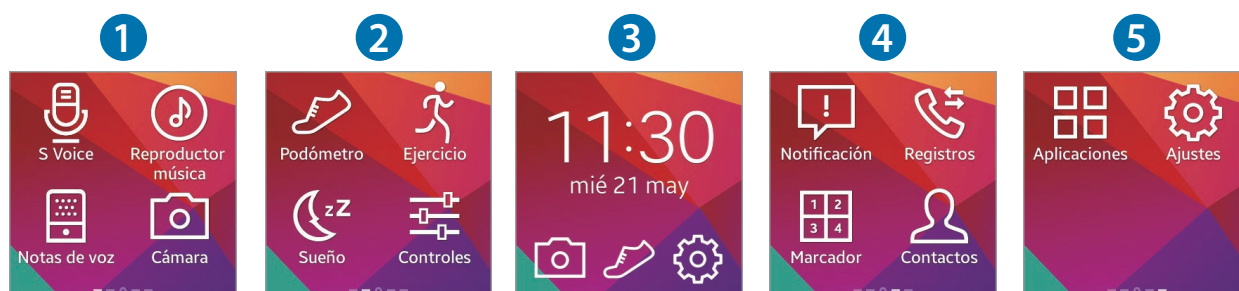 1
2
3
4
5
S Voice
Reproductor
música
Notas de voz
Cámara
Podómetro
Ejercicio
zZ
Sueño
Controles
11:30
mié 21 may
!
Notificación
Registros
1 2
3 4
Marcador
Contactos
Aplicaciones
Ajustes